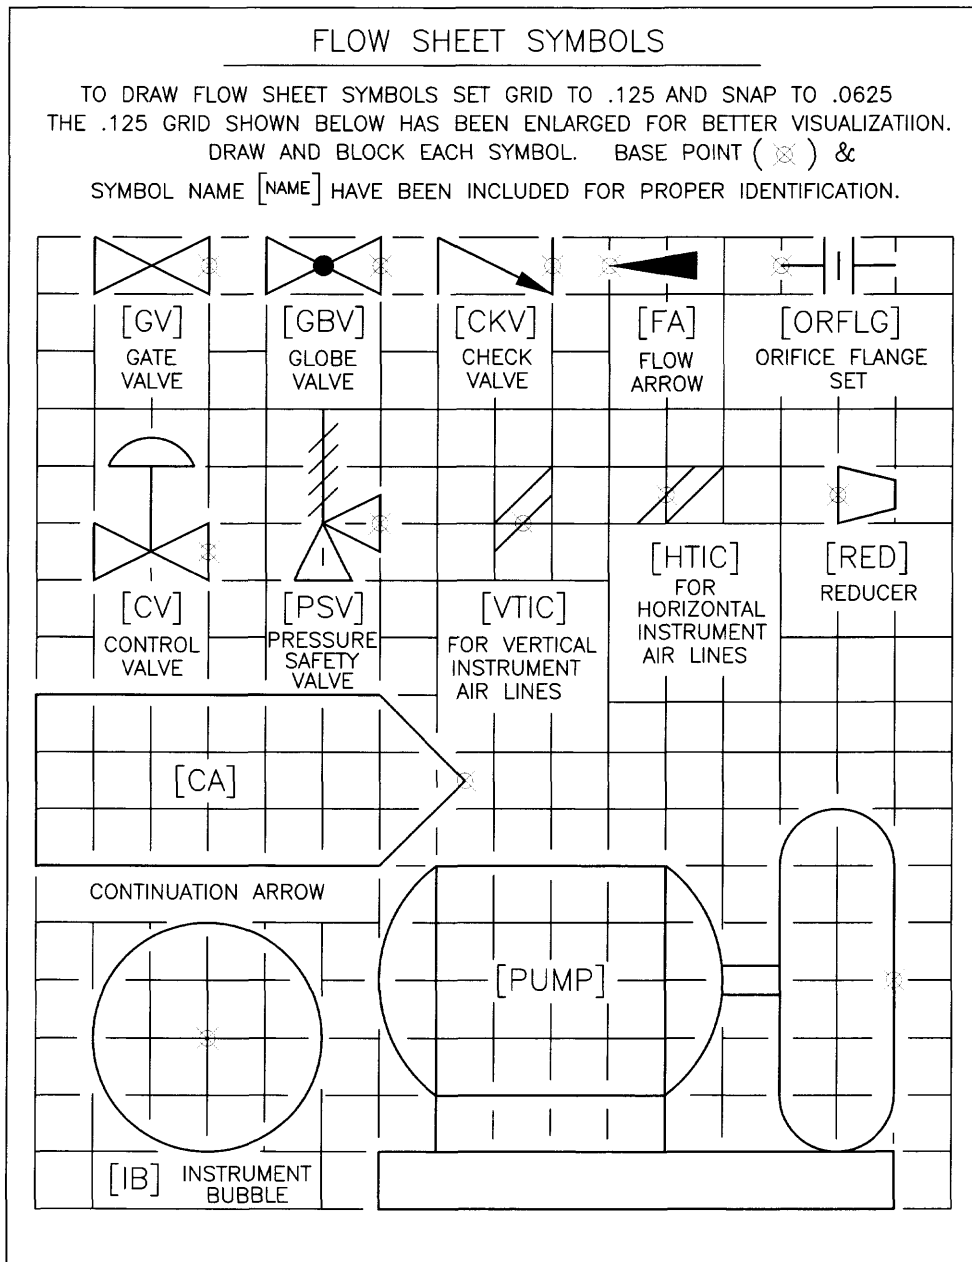 FLOW SHEET SYMBOLS
TO DRAW FLOW SHEET SYMBOLS SET GRID TO .125 AND SNAP TO .0625
THE .125 GRID SHOWN BELOW HAS BEEN ENLARGED FOR BETTER VISUALIZATIION.
DRAW AND BLOCK EACH SYMBOL. BASE POINT ( ) &
SYMBOL NAME [NAME] HAVE BEEN INCLUDED FOR PROPER IDENTIFICATION.
[GV]
GATE
VALVE
[GBV]
GLOBE
VALVE
[CKV]
CHECK
VALVE
[FA]
FLOW
ARROW
[ORFLG]
ORIFICE FLANGE
SET
[CV]
CONTROL
VALVE
[PSV]
PRESSURE
SAFETY
VALVE
[VTIC]
FOR VERTICAL
INSTRUMENT
AIR LINES
[HTIC]
FOR
HORIZONTAL
INSTRUMENT
AIR LINES
[RED]
REDUCER
[CA]
CONTINUATION ARROW
[PUMP]
[IB] INSTRUMENT
BUBBLE